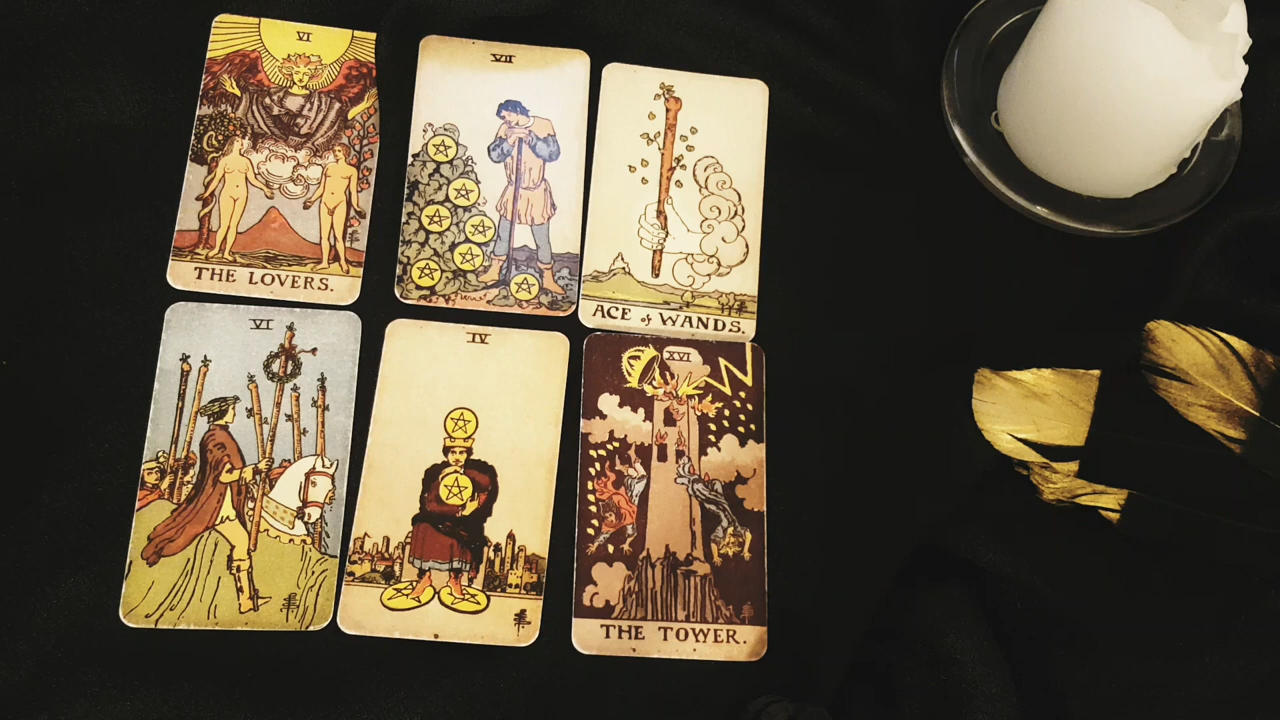 VI
THE LOVERS.
VII
ACE of WANDS.
VI
IV
XVI
THE TOWER.